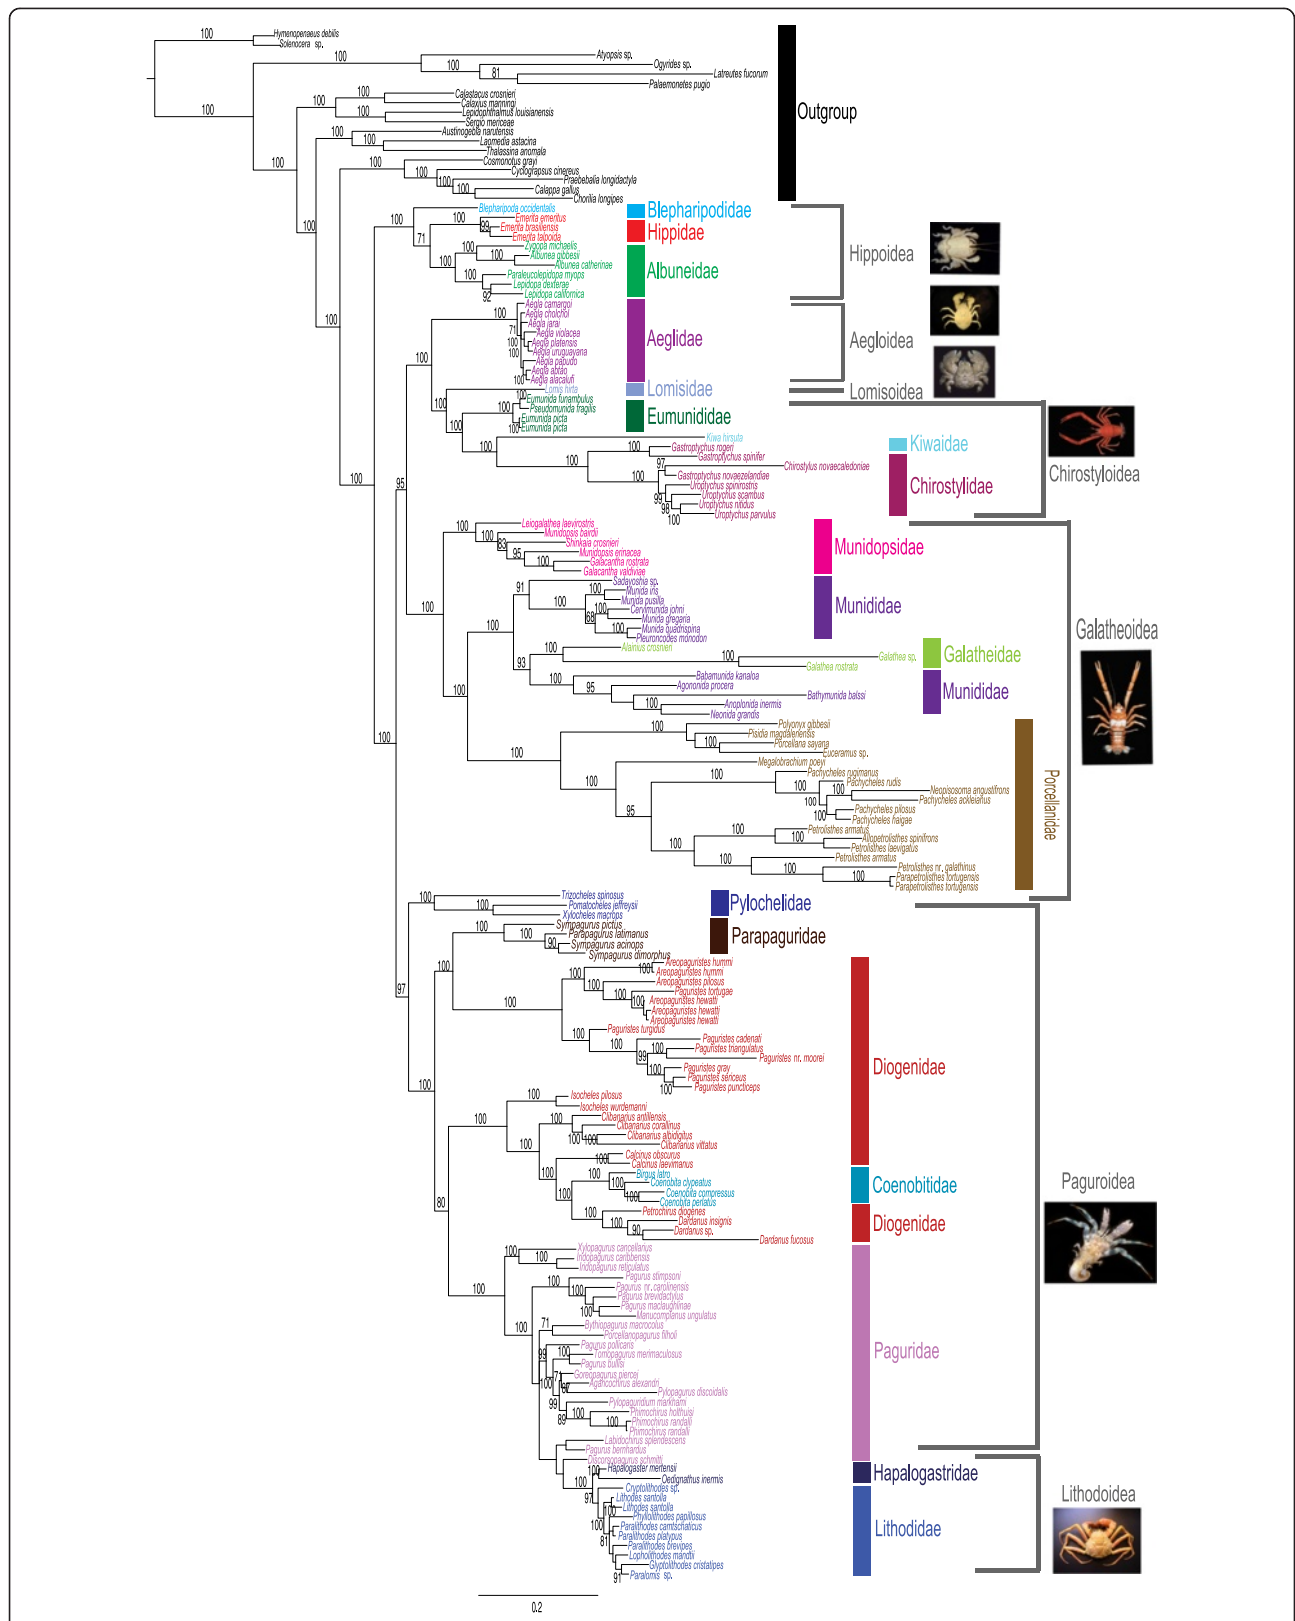 Hymenopenaeus debilis
Solenocera sp.
Atyopsis sp.
Ogyrides sp.
Latreutes fucorum
Palaemonetes pugio
Calastacus crosnieri
Calaxius manningi
Lepidophthalmus louisianensis
Sergio mericeae
Austinogebia narutensis
Laomedia astacina
Thalassina anomala
Cosmonotus grayi
Cyclograpsus cinereus
Praebebalia longidactyla
Calappa gallus
Chorilia longipes
Outgroup
Blepharipoda occidentalis
Emerita emeritus
Emerita brasiliensis
Emerita talpoida
Zygopa michaelis
Albunea gibbesii
Albunea catherinae
Paraleucolepidopa myops
Lepidopa dexterae
Lepidopa californica
Blepharipodidae
Hippidae
Albuneidae
Hippoidea
Aegla camargoi
Aegla cholchol
Aegla jarai
Aegla violacea
Aegla platensis
Aegla uruguayana
Aegla papudo
Aegla abtao
Aegla alacalufi
Aeglidae
Aegloidea
Lomis hirta
Lomisidae
Lomisoidea
Eumunida funambulus
Pseudomunida fragilis
Eumunida picta
Eumunida picta
Eumunididae
Kiwa hirsuta
Kiwaidae
Gastroptychus rogeri
Gastroptychus spinifer
Chirostylus novaecaledoniae
Gastroptychus novaezelandiae
Uroptychus spinirostris
Uroptychus scambus
Uroptychus nitidus
Uroptychus parvulus
Chirostylidae
Chirostyloidea
Leiogalathea laevirostris
Munidopsis bairdii
Shinkaia crosnieri
Munidopsis erinacea
Galacantha rostrata
Galacantha valdiviae
Munidopsidae
Sadayoshia sp.
Munida iris
Munida pusilla
Cervimunida johni
Munida gregaria
Munida quadrispina
Pleuroncodes monodon
Munididae
Alainius crosnieri
Galathea sp.
Galathea rostrata
Galatheidae
Babamunida kanaloa
Agononida procera
Bathymunida balssi
Anoplonida inermis
Neonida grandis
Munididae
Galatheoidea
Polyonyx gibbesii
Pisidia magdalenensis
Porcellana sayana
Euceramus sp.
Megalobrachium poeyi
Pachycheles rugimanus
Pachycheles rudis
Neopisosoma angustifrons
Pachycheles ackleianus
Pachycheles pilosus
Pachycheles haigae
Petrolisthes armatus
Allopetrolisthes spinifrons
Petrolisthes laevigatus
Petrolisthes armatus
Petrolisthes nr. galathinus
Parapetrolisthes tortugensis
Parapetrolisthes tortugensis
Porcellanidae
Trizocheles spinosus
Pomatocheles jeffreysii
Xylocheles macrops
Pylochelidae
Sympagurus pictus
Parapagurus latimanus
Sympagurus acinops
Sympagurus dimorphus
Parapaguridae
Areopaguristes hummi
Areopaguristes hummi
Areopaguristes pilosus
Paguristes tortugae
Areopaguristes hewatti
Areopaguristes hewatti
Areopaguristes hewatti
Paguristes turgidus
Paguristes cadenati
Paguristes triangulatus
Paguristes nr. moorei
Paguristes gray
Paguristes sericeus
Paguristes puncticeps
Isocheles pilosus
Isocheles wurdemanni
Clibanarius antillensis
Clibanarius corallinus
Clibanarius albidigitus
Clibanarius vittatus
Calcinus obscurus
Calcinus laevimanus
Diogenidae
Birgus latro
Coenobita clypeatus
Coenobita compressus
Coenobita perlatus
Coenobitidae
Petrochirus diogenes
Dardanus insignis
Dardanus sp.
Dardanus fucosus
Diogenidae
Paguroidea
Xylopagurus cancellarius
Indopagurus caribbensis
Indopagurus reticulatus
Pagurus stimpsoni
Pagurus nr. carolinensis
Pagurus brevidactylus
Pagurus maclaughlinae
Manucomplanus ungulatus
Bythiopagurus macrocolus
Porcellanopagurus filholi
Pagurus pollicaris
Tomopagurus merimaculosus
Pagurus bullisi
Goreopagurus piercei
Agaricochirus alexandri
Pylopagurus discoidalis
Pylopaguridium markhami
Phimochirus holthuisi
Phimochirus randalli
Phimochirus randalli
Labidochirus splendescens
Pagurus bernhardus
Discorsopagurus schmitti
Paguridae
Hapalogaster mertensii
Oedignathus inermis
Hapalogastridae
Cryptolithodes sp.
Lithodes santolla
Lithodes santolla
Phyllolithodes papillosus
Paralithodes camtschaticus
Paralithodes platypus
Paralithodes brevipes
Lopholithodes mandtii
Glyptolithodes cristatipes
Paralomis sp.
Lithodidae
Lithodoidea
0.2